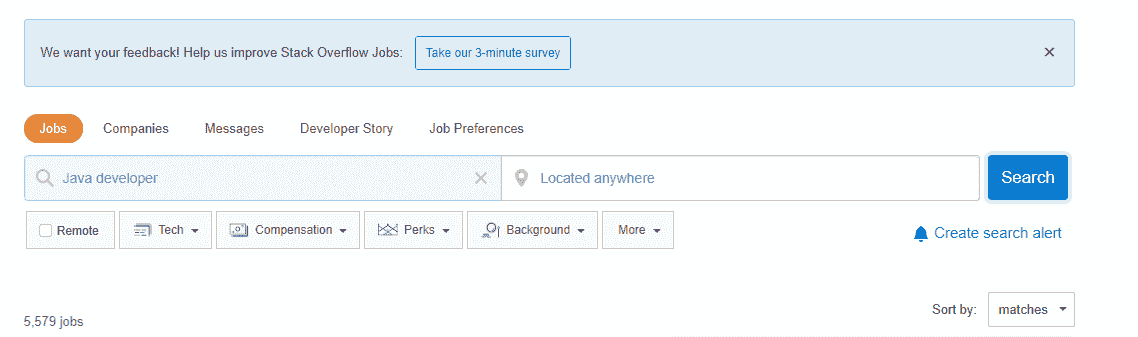 We want your feedback! Help us improve Stack Overflow Jobs: Take our 3-minute survey
Jobs Companies Messages Developer Story Job Preferences
Java developer Located anywhere Search
Remote Tech Compensation Perks Background More Create search alert
Sort by: matches
5,579 jobs